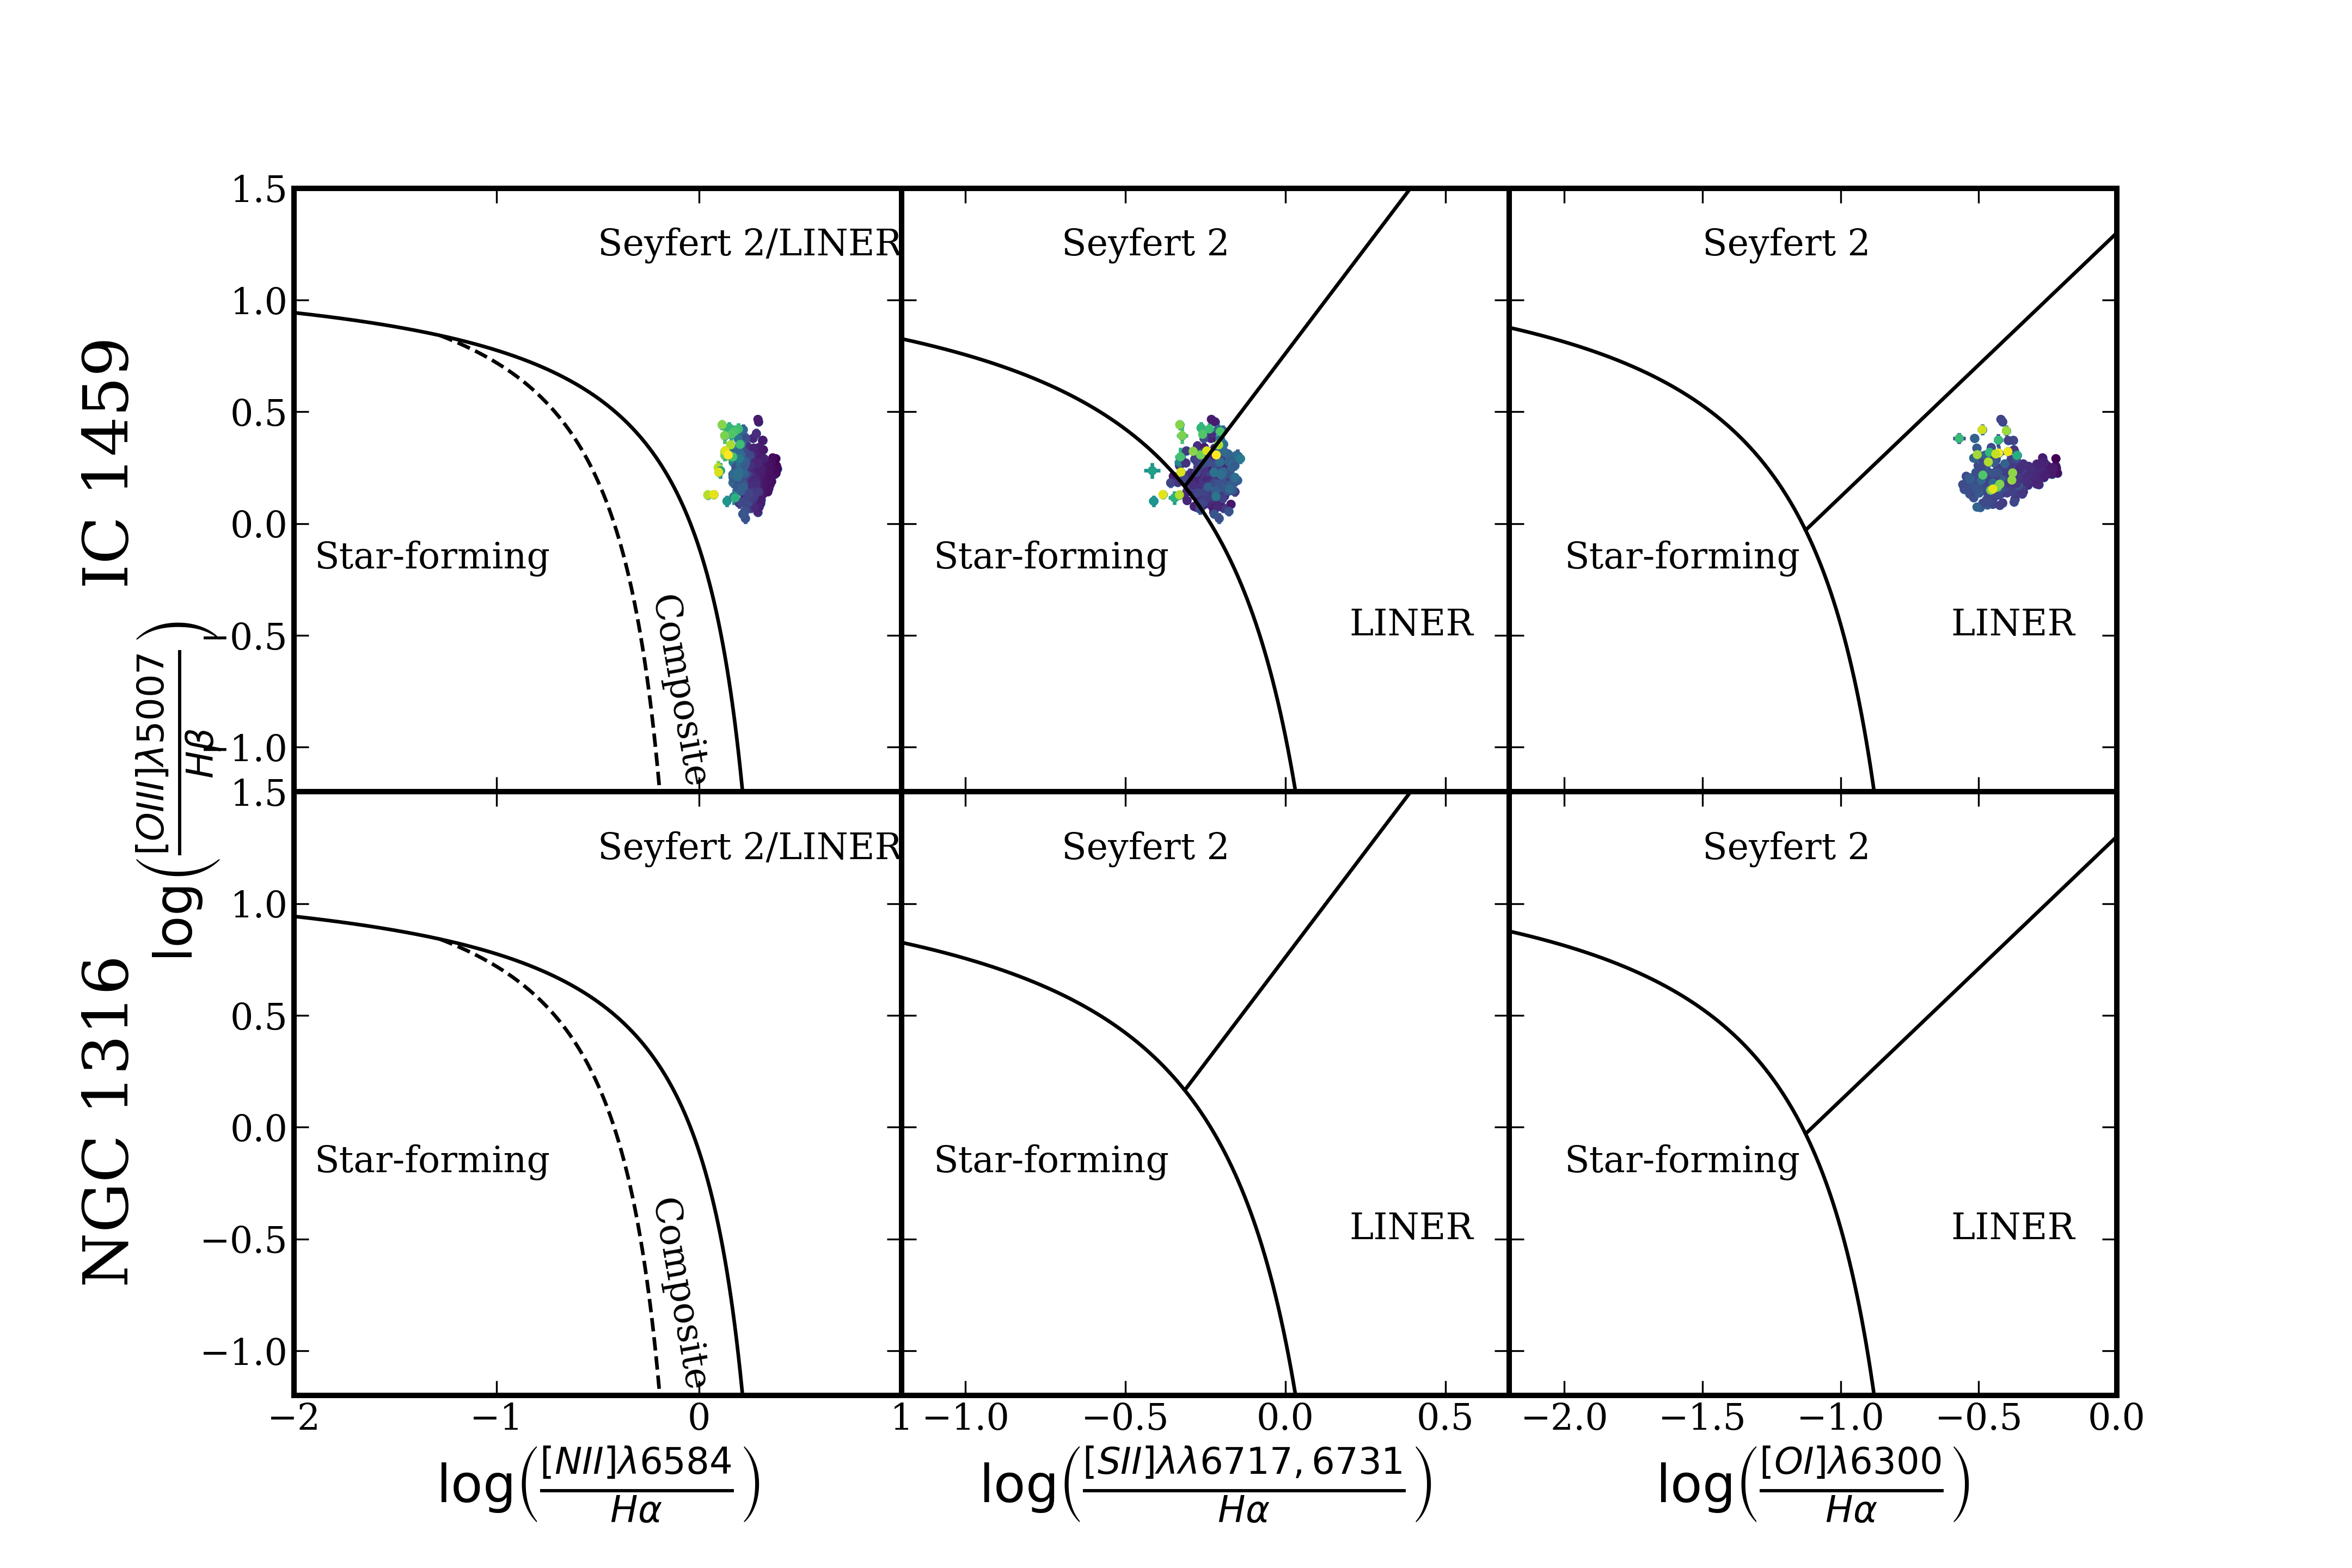 IC 1459
NGC 1316
log([OIII]λ5007/Hβ)
1.5
1.0
0.5
0.0
−0.5
−1.0
Seyfert 2/LINER
Star-forming
Composite
Seyfert 2
Star-forming
LINER
Seyfert 2
Star-forming
LINER
1.5
1.0
0.5
0.0
−0.5
−1.0
Seyfert 2/LINER
Star-forming
Composite
Seyfert 2
Star-forming
LINER
Seyfert 2
Star-forming
LINER
−2 −1 0 1
−1.0 −0.5 0.0 0.5
−2.0 −1.5 −1.0 −0.5 0.0
log([NII]λ6584/Hα)
log([SII]λλ6717,6731/Hα)
log([OI]λ6300/Hα)